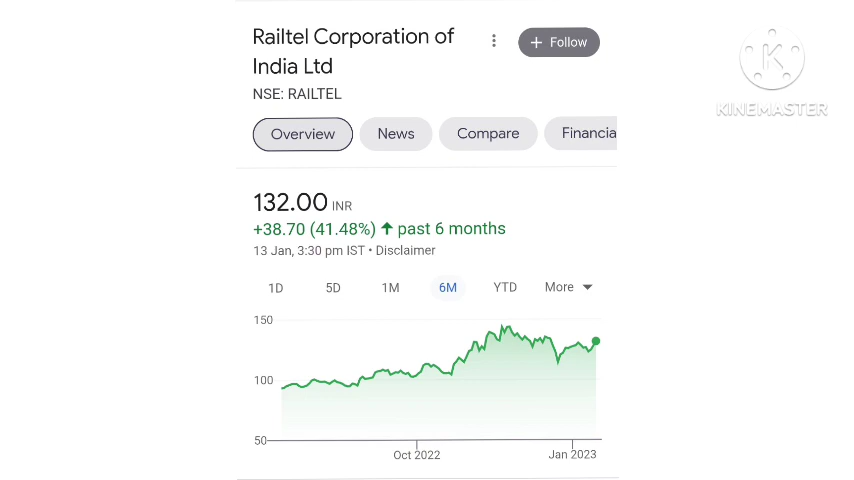 Railtel Corporation of
India Ltd
+ Follow
NSE: RAILTEL
Overview News Compare Financia
132.00 INR
+38.70 (41.48%) ↑ past 6 months
13 Jan, 3:30 pm IST • Disclaimer
1D 5D 1M 6M YTD More
150
100
50
Oct 2022 Jan 2023
K
KINEMASTER